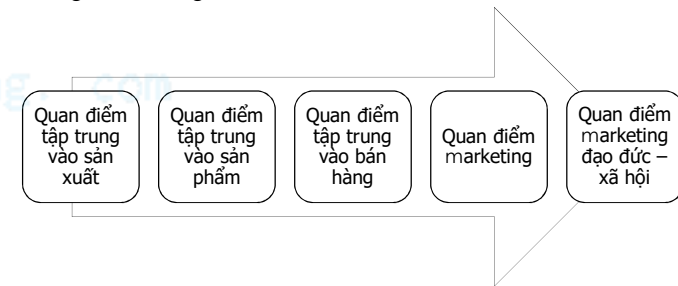 g. com
Quan điểm
tập trung
vào sản
xuất
Quan điểm
tập trung
vào sản
phẩm
Quan điểm
tập trung
vào bán
hàng
Quan điểm
marketing
Quan điểm
marketing
đạo đức –
xã hội